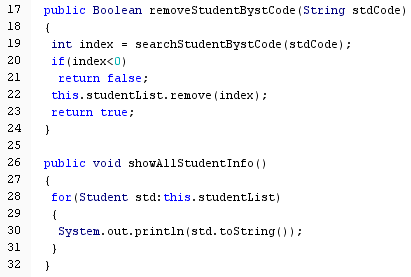 17 public Boolean removeStudentBystCode(String stdCode)
18 {
19 int index = searchStudentBystCode(stdCode);
20 if(index<0)
21 return false;
22 this.studentList.remove(index);
23 return true;
24 }
25
26 public void showAllStudentInfo()
27 {
28 for(Student std:this.studentList)
29 {
30 System.out.println(std.toString());
31 }
32 }